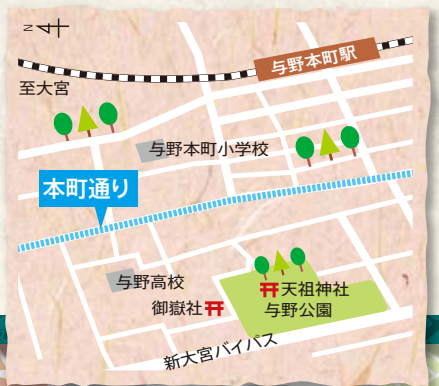 N
与野本町駅
至大宮
与野本町小学校
本町通り
与野高校
天祖神社
御嶽社
与野公園
新大宮バイパス